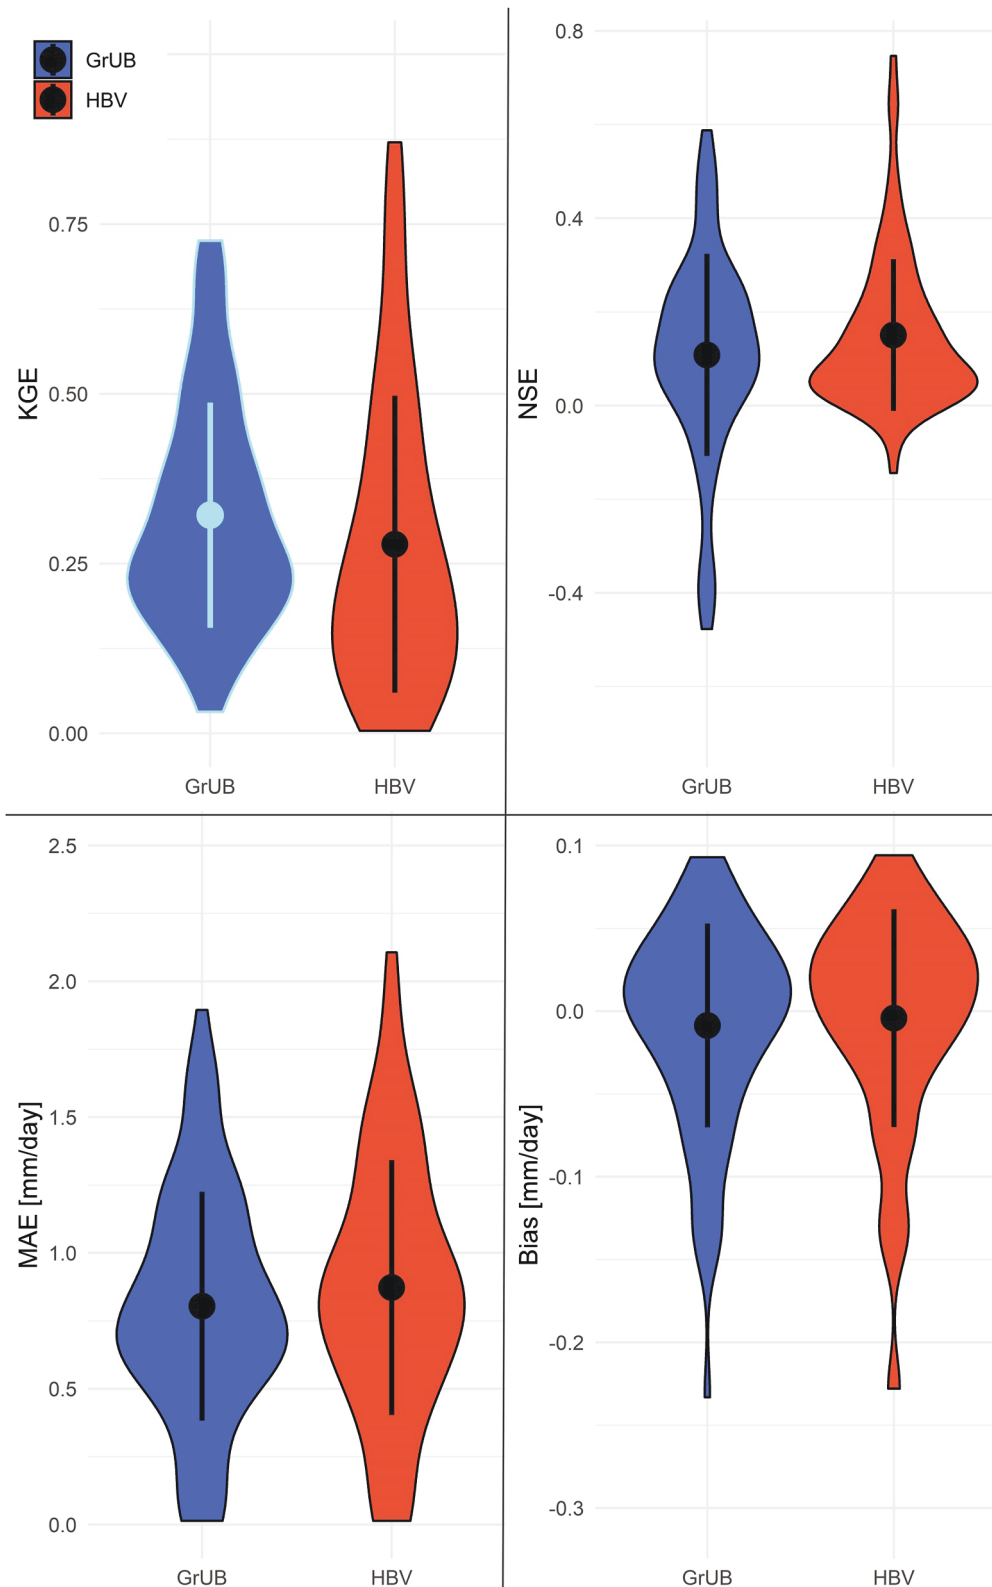 GrUB
HBV
KGE
0.75
0.50
0.25
0.00
GrUB HBV
NSE
0.8
0.4
0.0
-0.4
GrUB HBV
MAE [mm/day]
2.5
2.0
1.5
1.0
0.5
0.0
GrUB HBV
Bias [mm/day]
0.1
0.0
-0.1
-0.2
-0.3
GrUB HBV